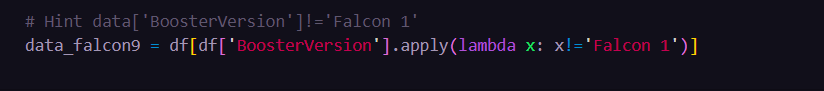 # Hint data['BoosterVersion']!='Falcon 1'
data_falcon9 = df[df['BoosterVersion'].apply(lambda x: x!='Falcon 1')]